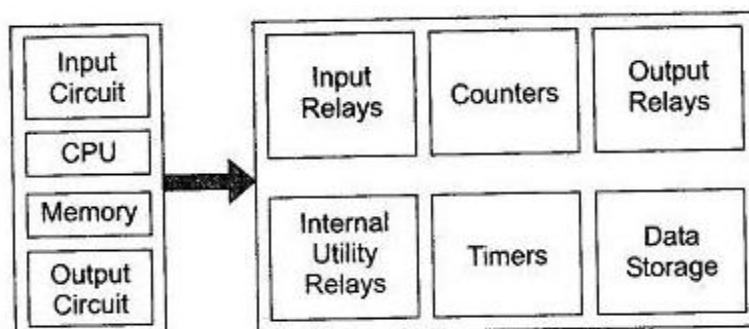 Input
Circuit
CPU
Memory
Output
Circuit
Input
Relays
Counters
Output
Relays
Internal
Utility
Relays
Timers
Data
Storage